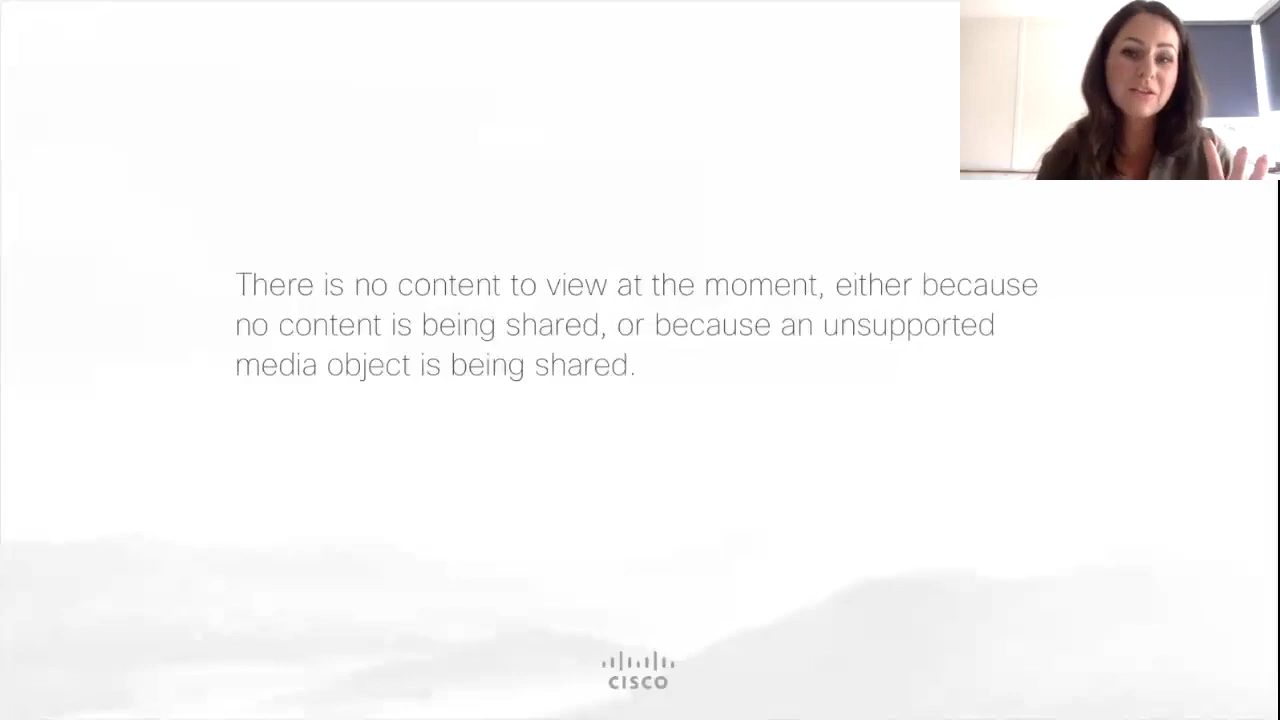 There is no content to view at the moment, either because
no content is being shared, or because an unsupported
media object is being shared.
CISCO